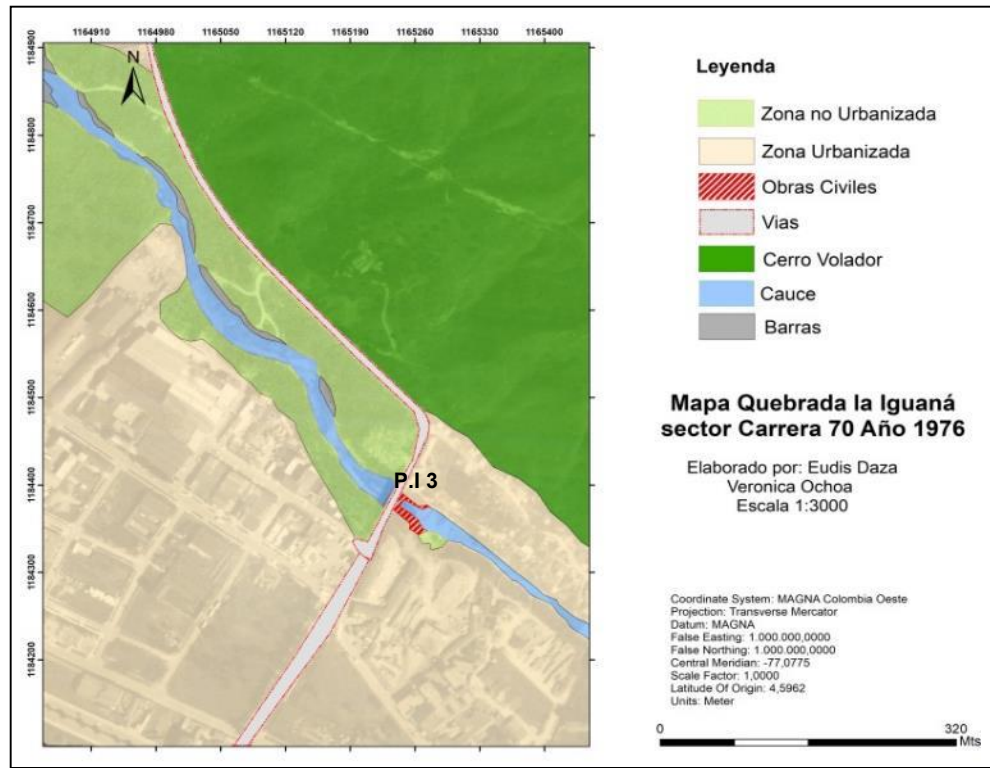 1164910 1164980 1165050 1165120 1165190 1165260 1165330 1165400
1184900
1184800
1184700
1184600
1184500
1184400
1184300
1184200
N
P.I 3
Leyenda
Zona no Urbanizada
Zona Urbanizada
Obras Civiles
Vias
Cerro Volador
Cauce
Barras
Mapa Quebrada la Iguaná
sector Carrera 70 Año 1976
Elaborado por: Eudis Daza
Veronica Ochoa
Escala 1:3000
Coordinate System: MAGNA Colombia Oeste
Projection: Transverse Mercator
Datum: MAGNA
False Easting: 1.000.000,0000
False Northing: 1.000.000,0000
Central Meridian: -77,0775
Scale Factor: 1,0000
Latitude Of Origin: 4,5962
Units: Meter
0 320
Mts